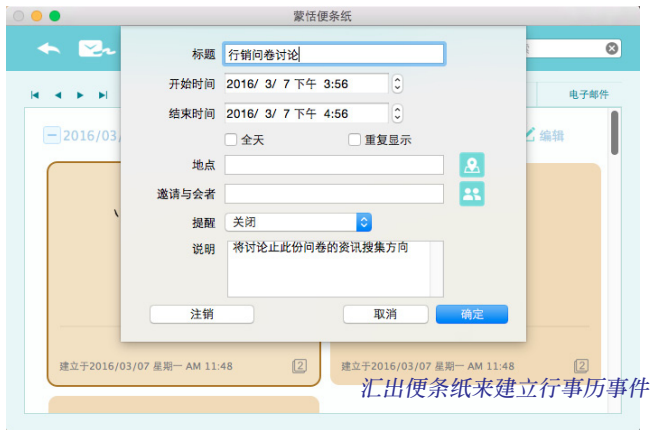 蒙恬便条纸
标题 行销问卷讨论
开始时间 2016/ 3/ 7 下午 3:56
结束时间 2016/ 3/ 7 下午 4:56
全天 重复显示
地点
邀请与会者
提醒 关闭
说明 将讨论止此份问卷的资讯搜集方向
注销 取消 确定
电子邮件
2016/03/
编辑
建立于2016/03/07 星期一 AM 11:48 2
建立于2016/03/07 星期一 AM 11:48 2
汇出便条纸来建立行事历事件